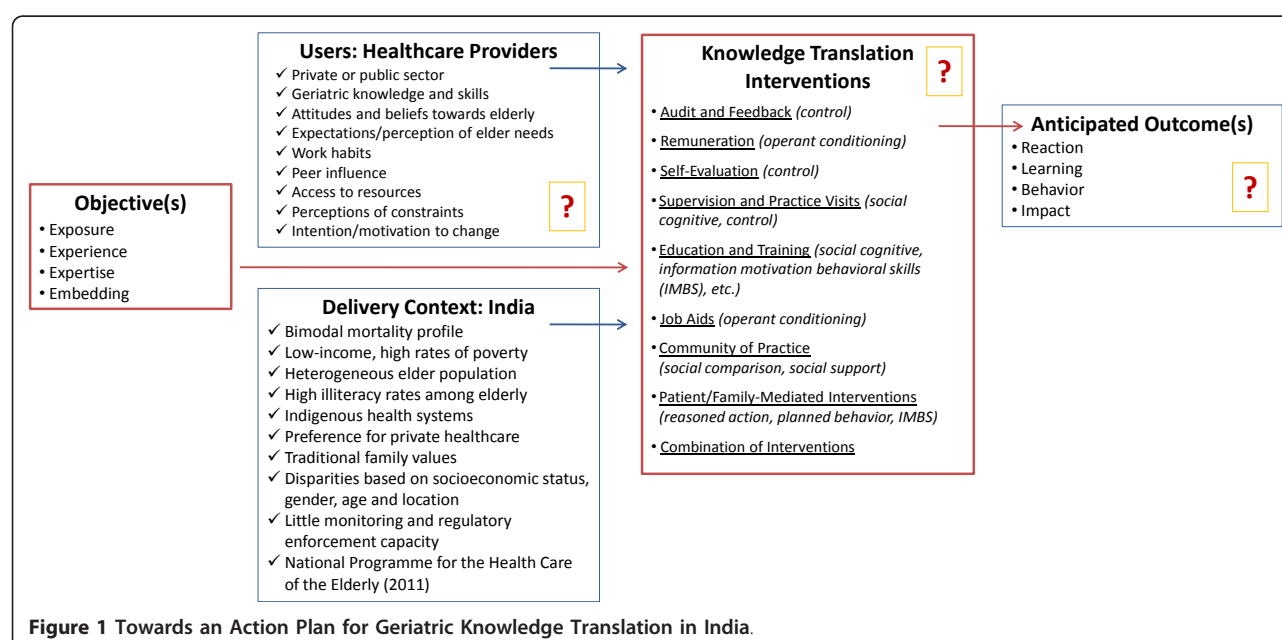 Objective(s)
• Exposure
• Experience
• Expertise
• Embedding
Users: Healthcare Providers
✓ Private or public sector
✓ Geriatric knowledge and skills
✓ Attitudes and beliefs towards elderly
✓ Expectations/perception of elder needs
✓ Work habits
✓ Peer influence
✓ Access to resources
✓ Perceptions of constraints
✓ Intention/motivation to change
?
Delivery Context: India
✓ Bimodal mortality profile
✓ Low-income, high rates of poverty
✓ Heterogeneous elder population
✓ High illiteracy rates among elderly
✓ Indigenous health systems
✓ Preference for private healthcare
✓ Traditional family values
✓ Disparities based on socioeconomic status,
gender, age and location
✓ Little monitoring and regulatory
enforcement capacity
✓ National Programme for the Health Care
of the Elderly (2011)
Knowledge Translation
Interventions
?
• Audit and Feedback (control)
• Remuneration (operant conditioning)
• Self-Evaluation (control)
• Supervision and Practice Visits (social
cognitive, control)
• Education and Training (social cognitive,
information motivation behavioral skills
(IMBS), etc.)
• Job Aids (operant conditioning)
• Community of Practice
(social comparison, social support)
• Patient/Family-Mediated Interventions
(reasoned action, planned behavior, IMBS)
• Combination of Interventions
Anticipated Outcome(s)
• Reaction
• Learning
• Behavior
• Impact
?
Figure 1 Towards an Action Plan for Geriatric Knowledge Translation in India.